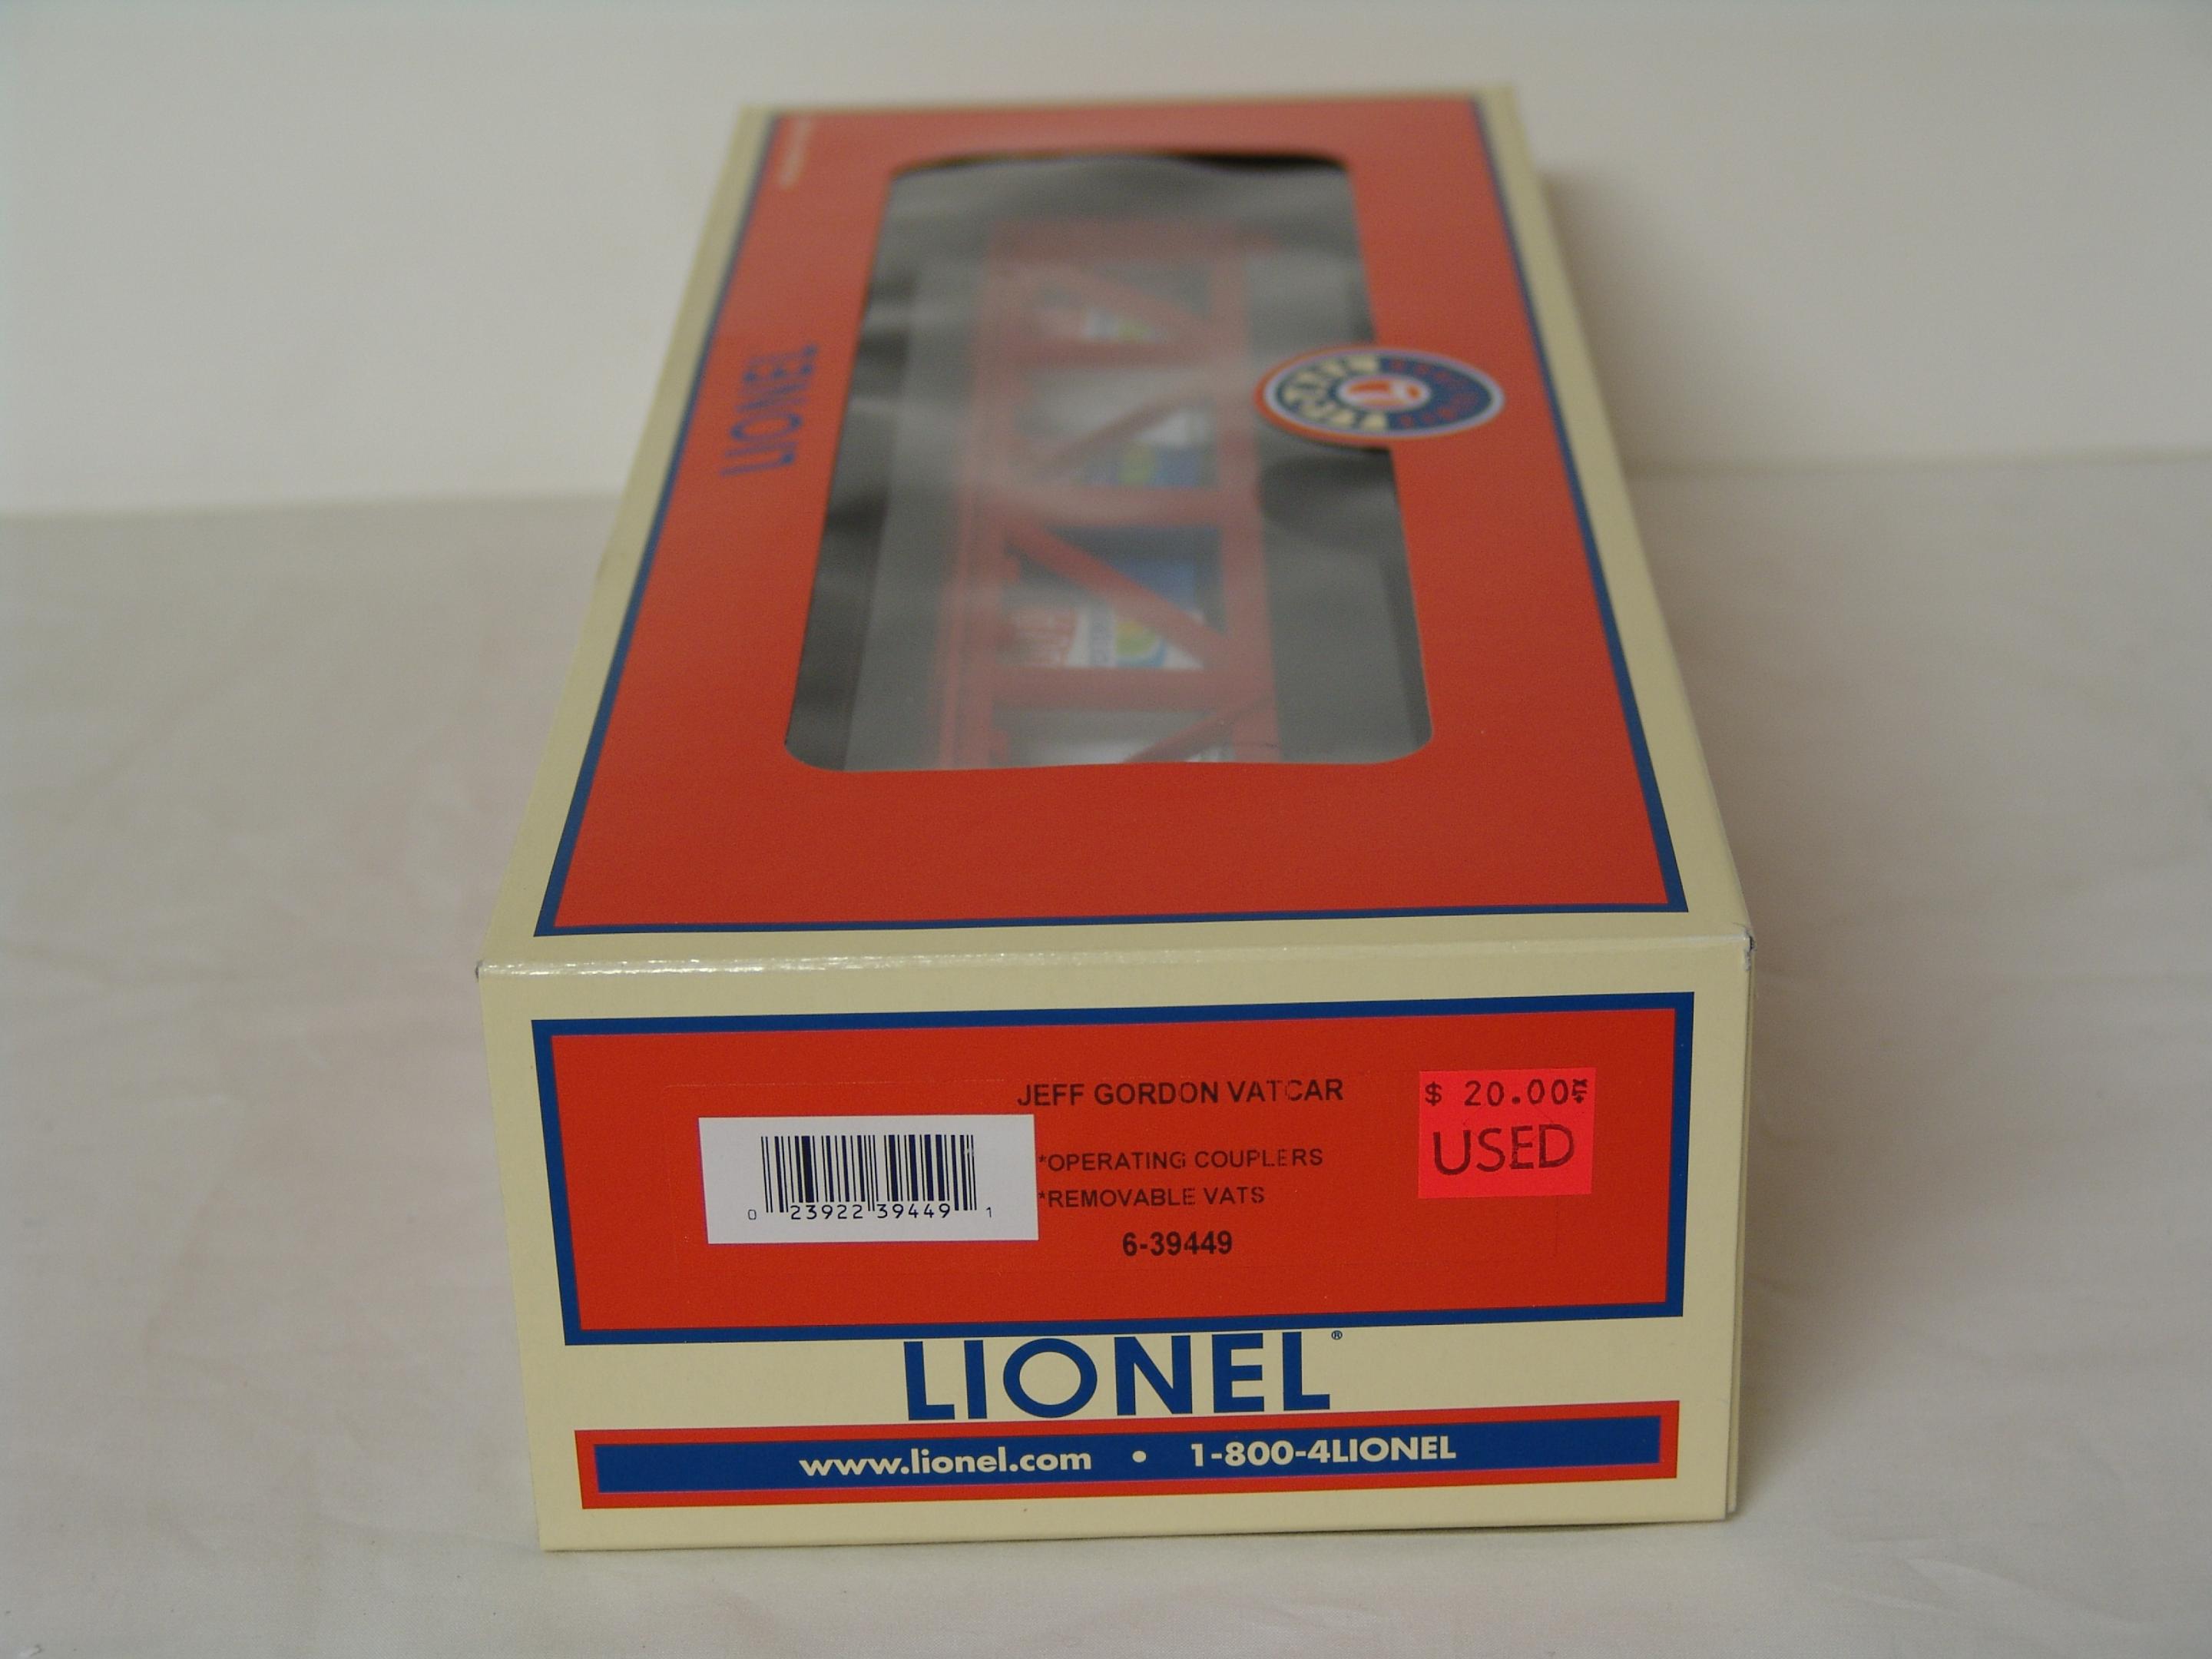 LIONEL
JEFF GORDON VATCAR
*OPERATING COUPLERS
*REMOVABLE VATS
6-39449
0 23922 39449 1
$ 20.00
USED
LIONEL®
www.lionel.com • 1-800-4LIONEL